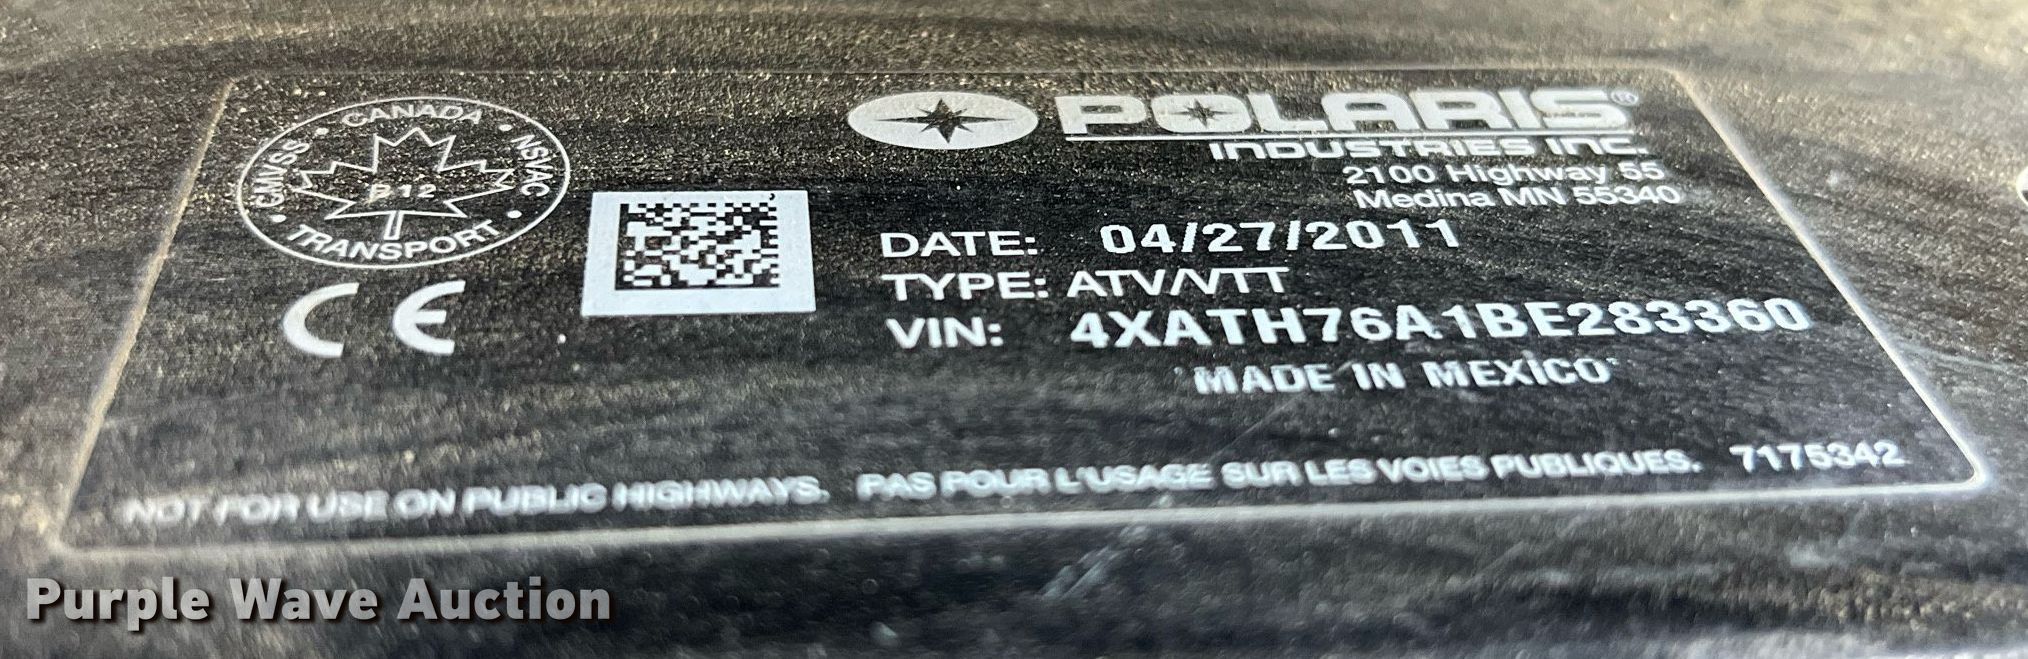 CANADA
CMVSS • NSVAC
B12
TRANSPORT
CE
POLARIS®
INDUSTRIES INC.
2100 Highway 55
Medina MN 55340
DATE: 04/27/2011
TYPE: ATV/VTT
VIN: 4XATH76A1BE283360
MADE IN MEXICO
NOT FOR USE ON PUBLIC HIGHWAYS. PAS POUR L'USAGE SUR LES VOIES PUBLIQUES. 7175342
Purple Wave Auction